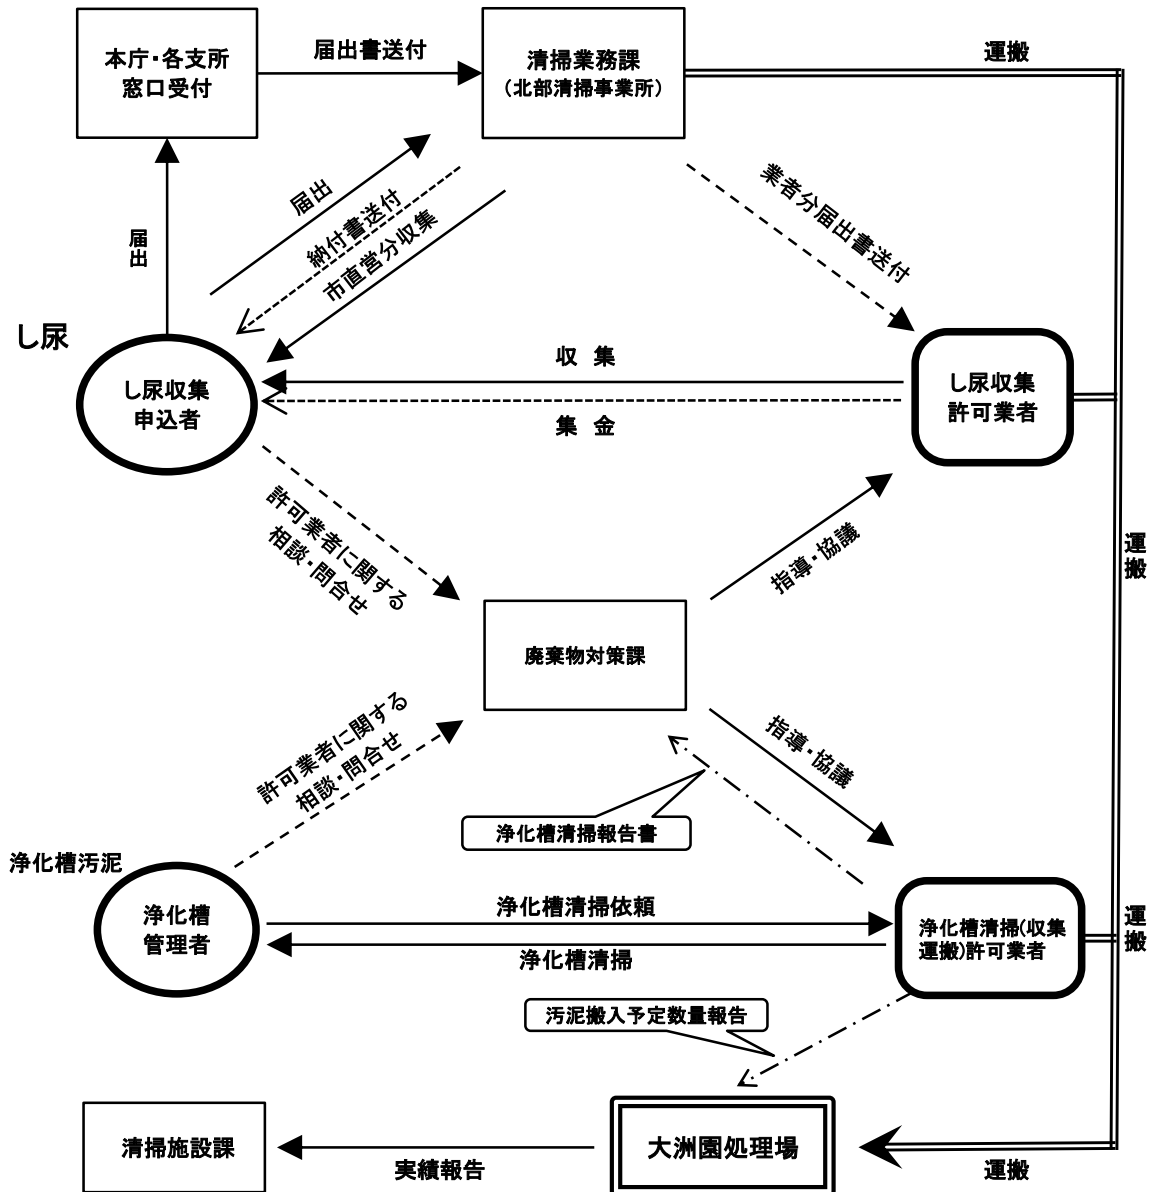 本庁・各支所
窓口受付
届出書送付
清掃業務課
（北部清掃事業所）
運搬
届出
届出
納付書送付
市直営分収集
業者分届出書送付
し尿
し尿収集
申込者
収 集
集 金
し尿収集
許可業者
許可業者に関する
相談・問合せ
指導・協議
運
搬
廃棄物対策課
許可業者に関する
相談・問合せ
指導・協議
浄化槽清掃報告書
浄化槽汚泥
浄化槽
管理者
浄化槽清掃依頼
浄化槽清掃
浄化槽清掃(収集
運搬)許可業者
運
搬
汚泥搬入予定数量報告
清掃施設課
実績報告
大洲園処理場
運搬